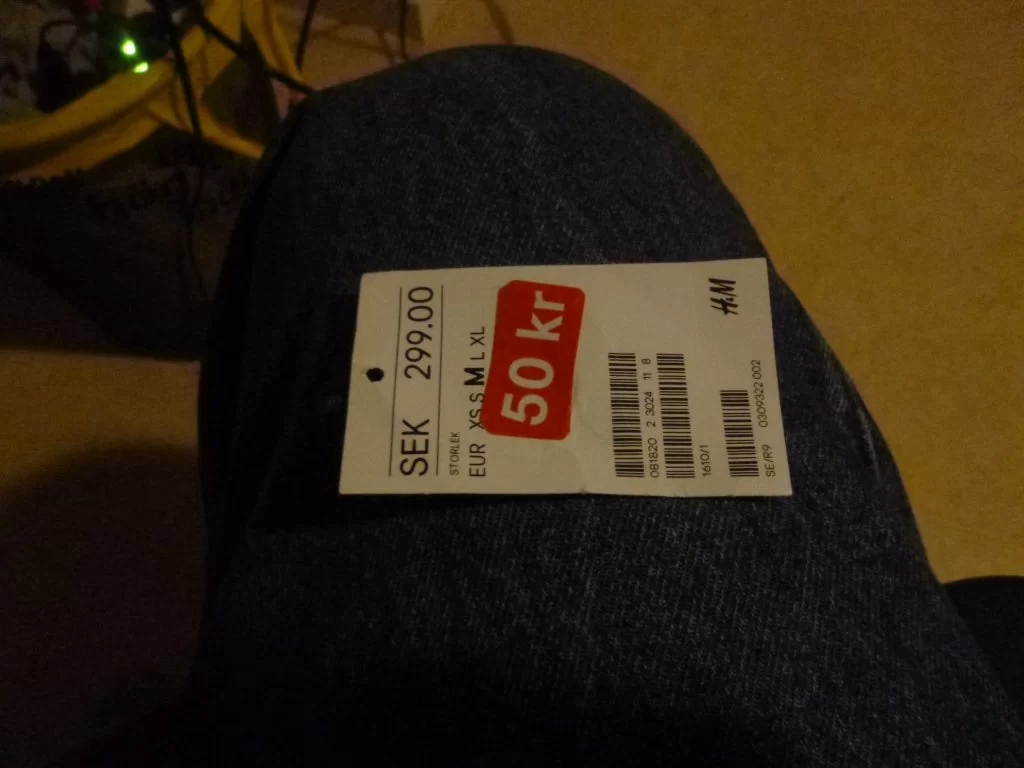 SEK 299.00
STORLEK
EUR XS S M L XL
50 kr
081820 2 3024 11 8
1610/1
0309322 002
SE/R9
H&M